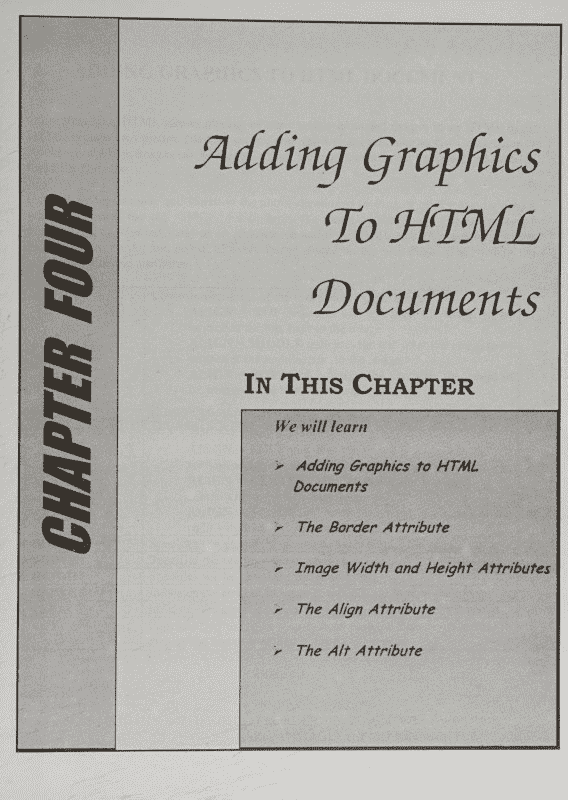 CHAPTER FOUR
Adding Graphics
To HTML
Documents
IN THIS CHAPTER
We will learn
➢ Adding Graphics to HTML
Documents
➢ The Border Attribute
➢ Image Width and Height Attributes
➢ The Align Attribute
➢ The Alt Attribute